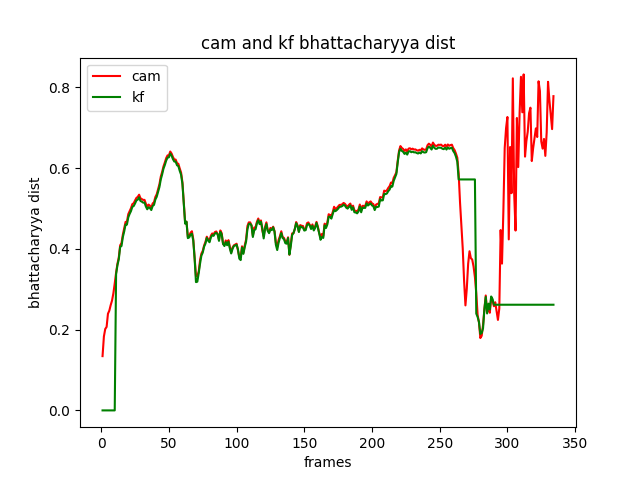 cam and kf bhattacharyya dist
cam
kf
0.8
0.6
0.4
0.2
0.0
bhattacharyya dist
0 50 100 150 200 250 300 350
frames